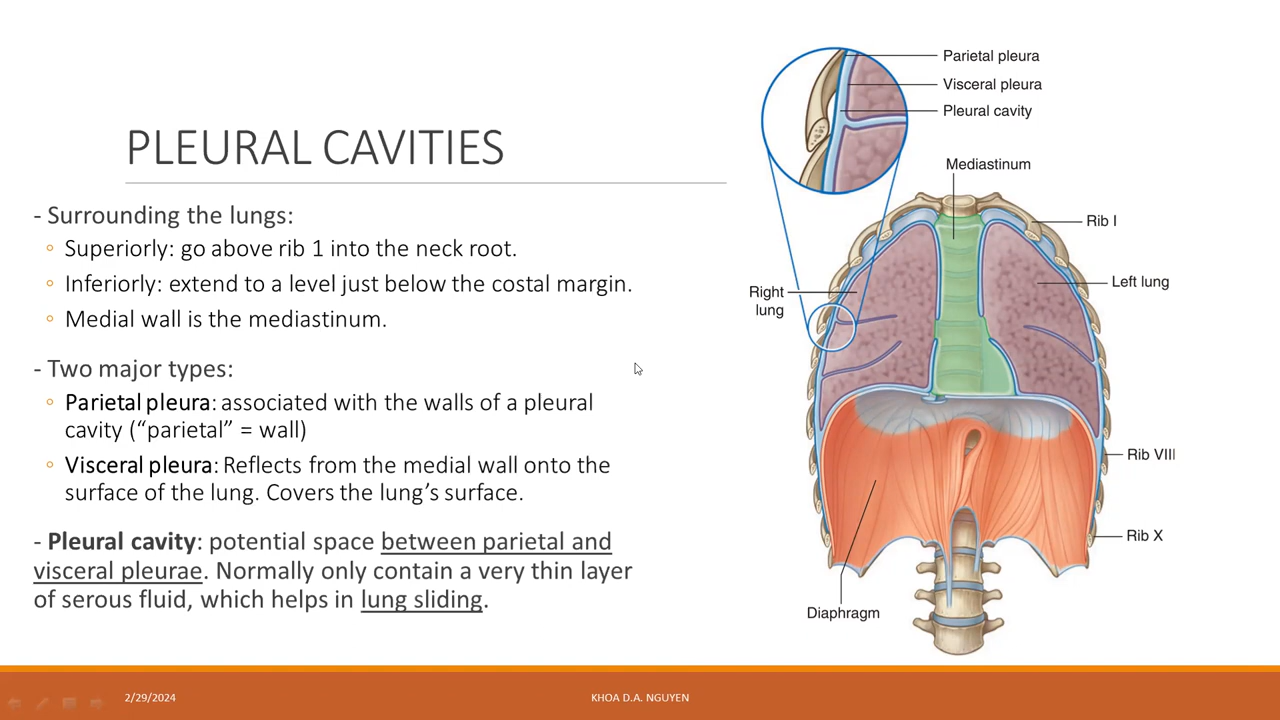 PLEURAL CAVITIES
- Surrounding the lungs:
◦ Superiorly: go above rib 1 into the neck root.
◦ Inferiorly: extend to a level just below the costal margin.
◦ Medial wall is the mediastinum.
- Two major types:
◦ Parietal pleura: associated with the walls of a pleural
cavity (“parietal” = wall)
◦ Visceral pleura: Reflects from the medial wall onto the
surface of the lung. Covers the lung’s surface.
- Pleural cavity: potential space between parietal and
visceral pleurae. Normally only contain a very thin layer
of serous fluid, which helps in lung sliding.
Parietal pleura
Visceral pleura
Pleural cavity
Mediastinum
Rib I
Left lung
Right
lung
Rib VIII
Rib X
Diaphragm
2/29/2024
KHOA D.A. NGUYEN